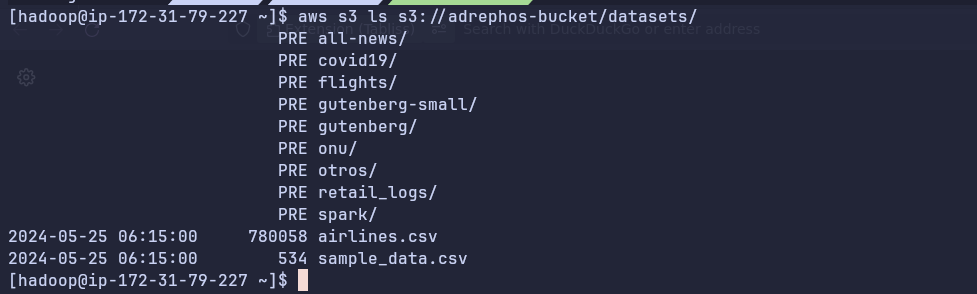 [hadoop@ip-172-31-79-227 ~]$ aws s3 ls s3://adrephos-bucket/datasets/
Search with DuckDuckGo or enter address
PRE all-news/
PRE covid19/
PRE flights/
PRE gutenberg-small/
PRE gutenberg/
PRE onu/
PRE otros/
PRE retail_logs/
PRE spark/
2024-05-25 06:15:00 780058 airlines.csv
2024-05-25 06:15:00 534 sample_data.csv
[hadoop@ip-172-31-79-227 ~]$